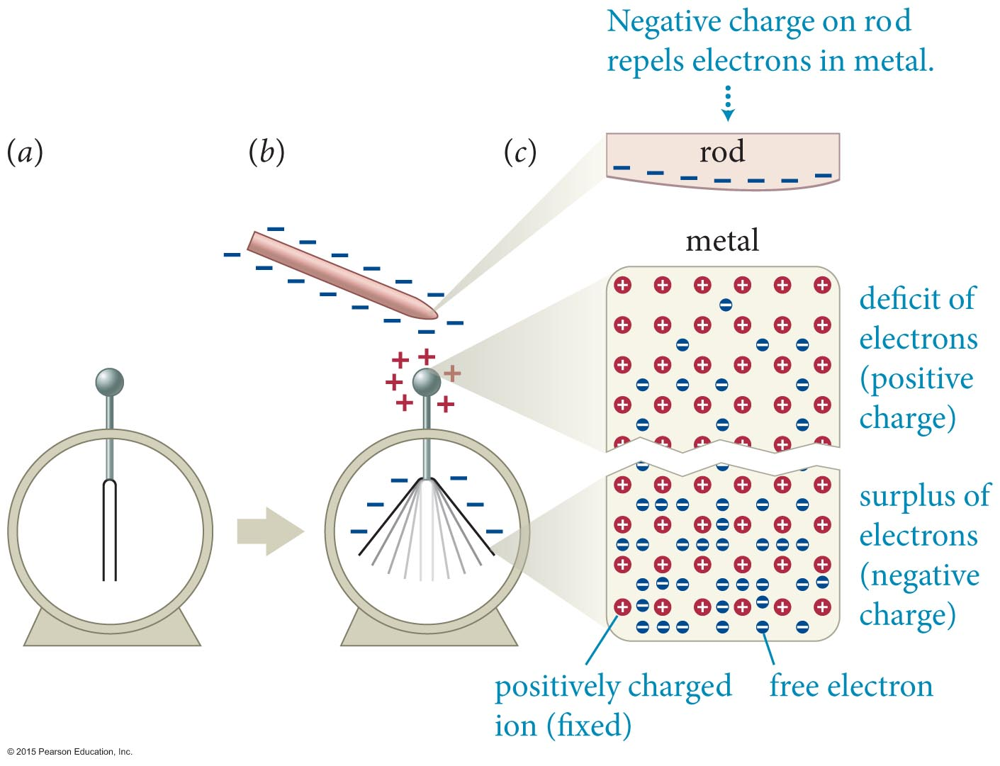 Negative charge on rod
repels electrons in metal.
(a)
(b)
(c)
rod
metal
deficit of
electrons
(positive
charge)
surplus of
electrons
(negative
charge)
positively charged
ion (fixed)
free electron
© 2015 Pearson Education, Inc.